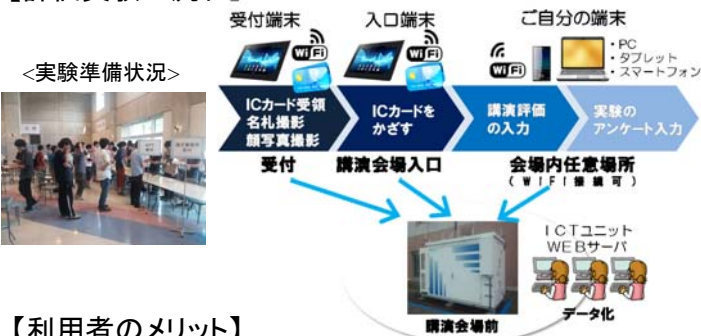 <実験準備状況>
受付端末
入口端末
ご自分の端末
WiFi
WiFi
WiFi
・PC
・タブレット
・スマートフォン
ICカード受領
名札撮影
顔写真撮影
ICカードを
かざす
講演評価
の入力
実験の
アンケート入力
受付
講演会場入口
会場内任意場所
(WIFI接続可)
ICTユニット
WEBサーバ
データ化
講演会場前
【利用者のメリット】